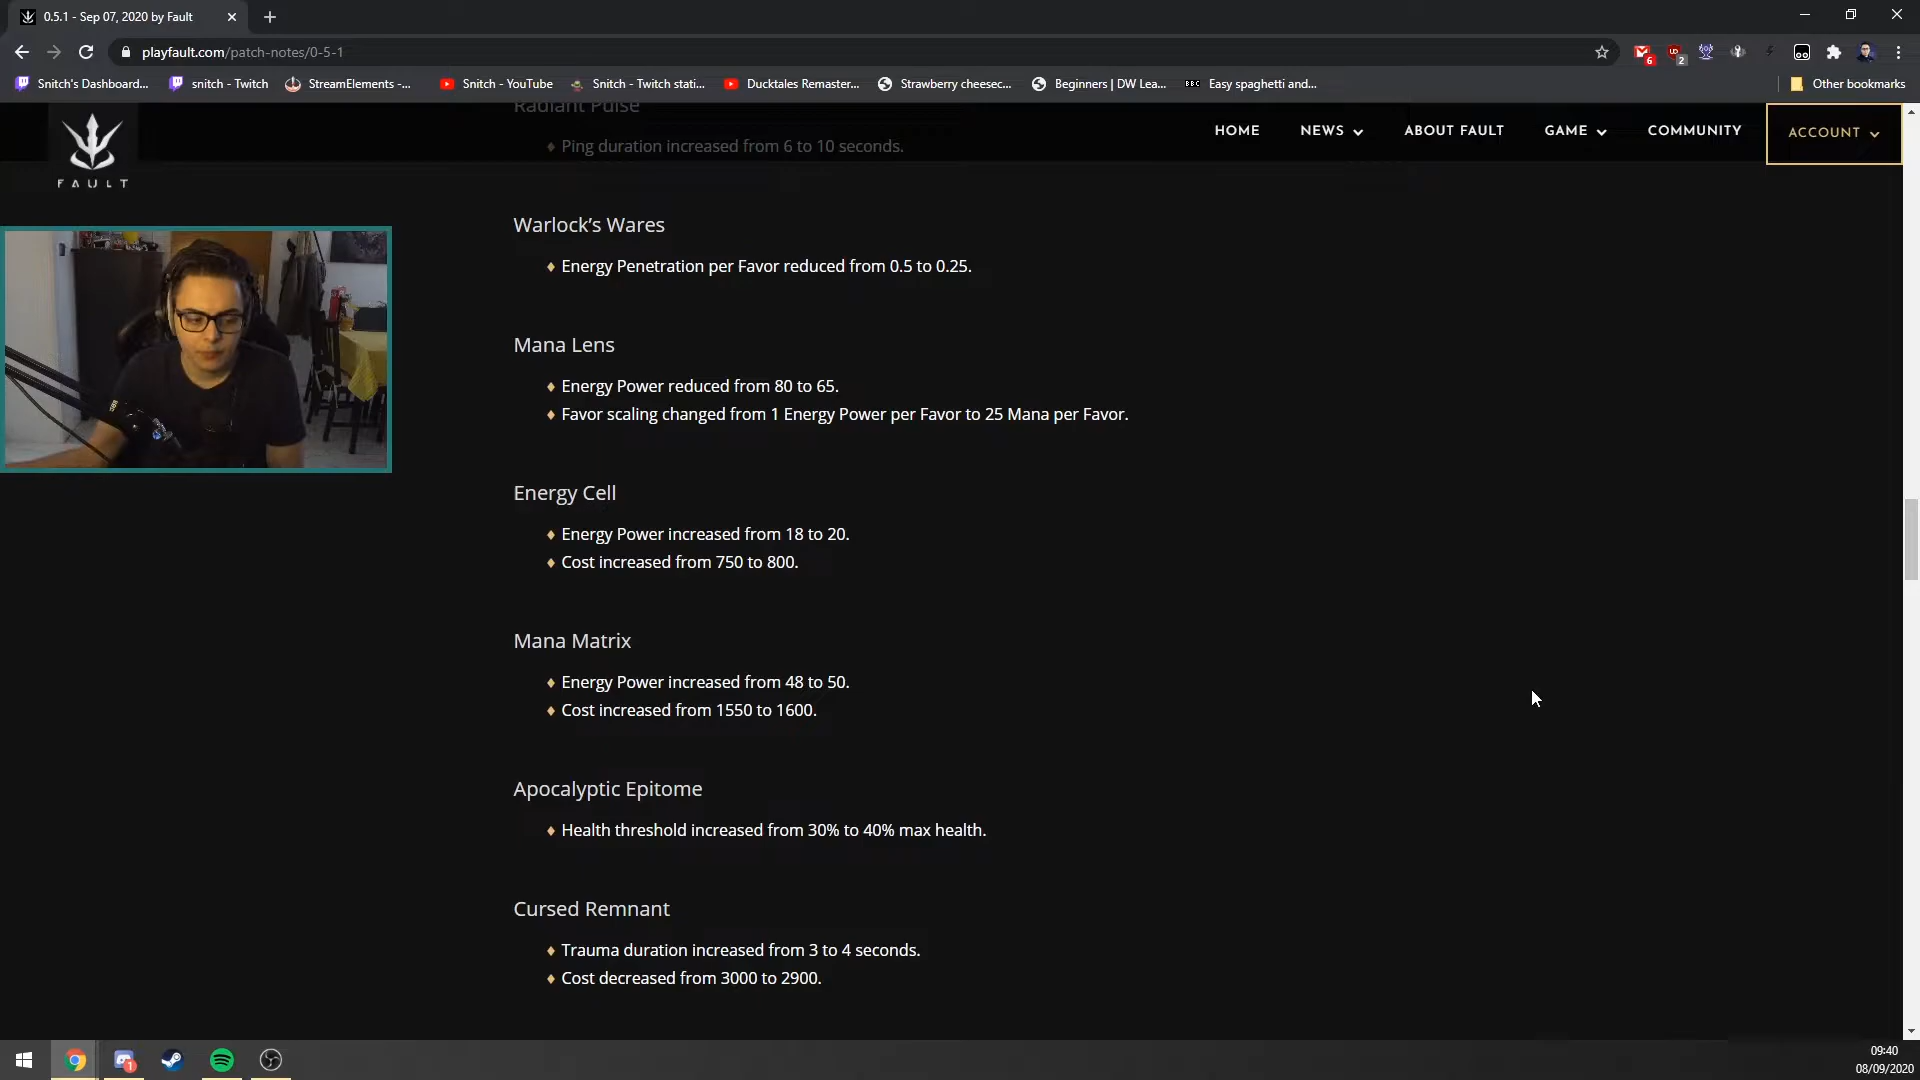 0.5.1 - Sep 07, 2020 by Fault
playfault.com/patch-notes/0-5-1
6
2
Snitch's Dashboard...
snitch - Twitch
StreamElements -...
Snitch - YouTube
Snitch - Twitch stati...
Ducktales Remaster...
Strawberry cheesec...
Beginners | DW Lea...
BBC
Easy spaghetti and...
Other bookmarks
FAULT
HOME
NEWS
ABOUT FAULT
GAME
COMMUNITY
ACCOUNT
Radiant Pulse
Ping duration increased from 6 to 10 seconds.
Warlock’s Wares
Energy Penetration per Favor reduced from 0.5 to 0.25.
Mana Lens
Energy Power reduced from 80 to 65.
Favor scaling changed from 1 Energy Power per Favor to 25 Mana per Favor.
Energy Cell
Energy Power increased from 18 to 20.
Cost increased from 750 to 800.
Mana Matrix
Energy Power increased from 48 to 50.
Cost increased from 1550 to 1600.
Apocalyptic Epitome
Health threshold increased from 30% to 40% max health.
Cursed Remnant
Trauma duration increased from 3 to 4 seconds.
Cost decreased from 3000 to 2900.
1
09:40
08/09/2020